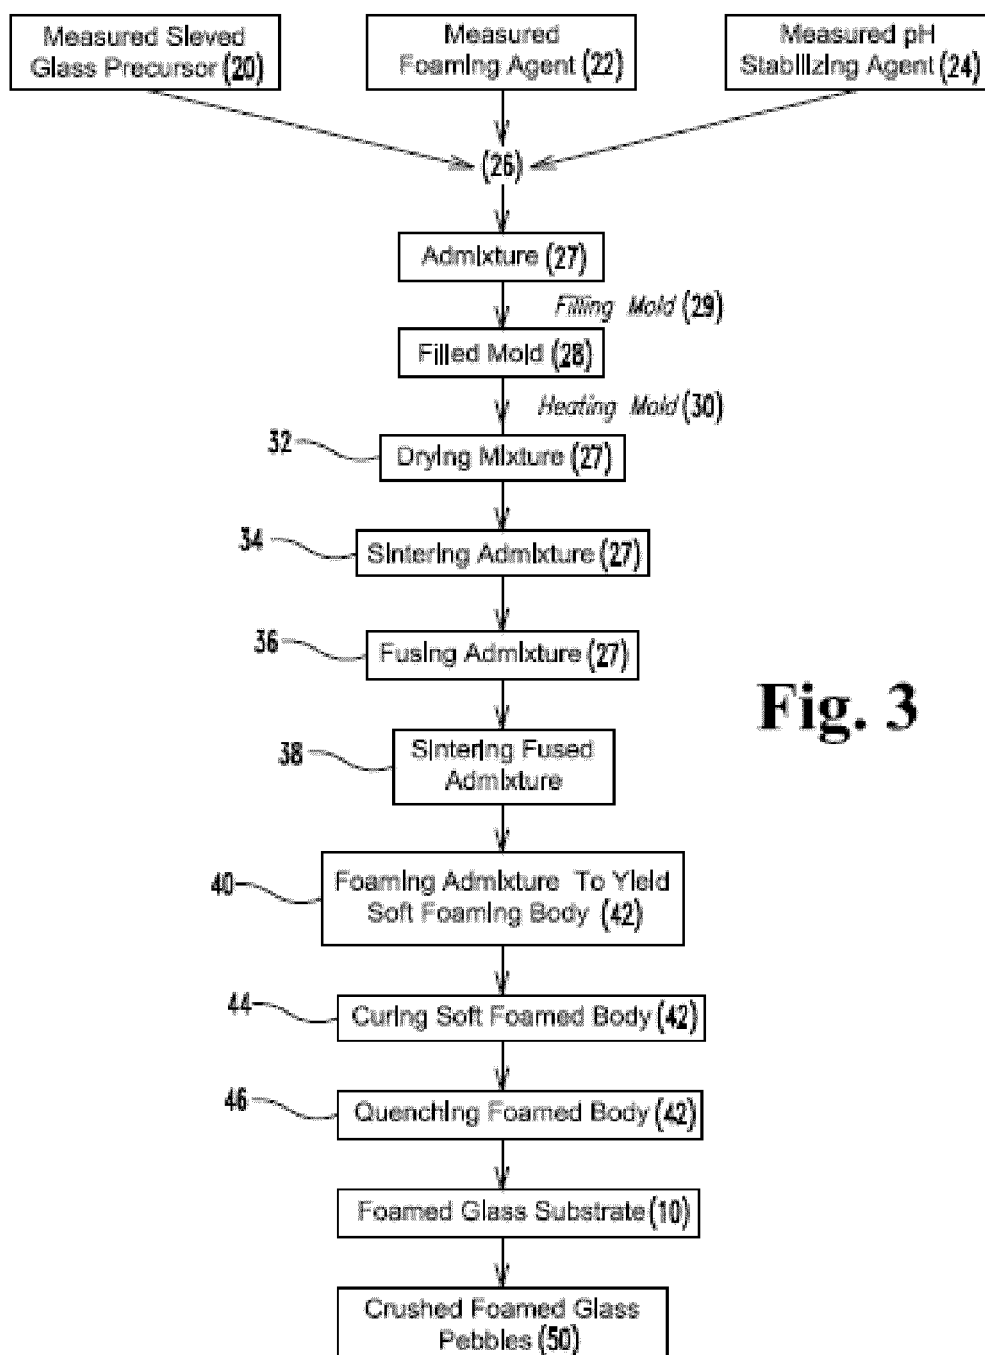 Measured Sieved
Glass Precursor (20)
Measured
Foaming Agent (22)
Measured pH
Stabilizing Agent (24)
(26)
Admixture (27)
Filling Mold (29)
Filled Mold (28)
Heating Mold (30)
32
Drying Mixture (27)
34
Sintering Admixture (27)
36
Fusing Admixture (27)
Fig. 3
38
Sintering Fused
Admixture
40
Foaming Admixture To Yield
Soft Foaming Body (42)
44
Curing Soft Foamed Body (42)
46
Quenching Foamed Body (42)
Foamed Glass Substrate (10)
Crushed Foamed Glass
Pebbles (50)